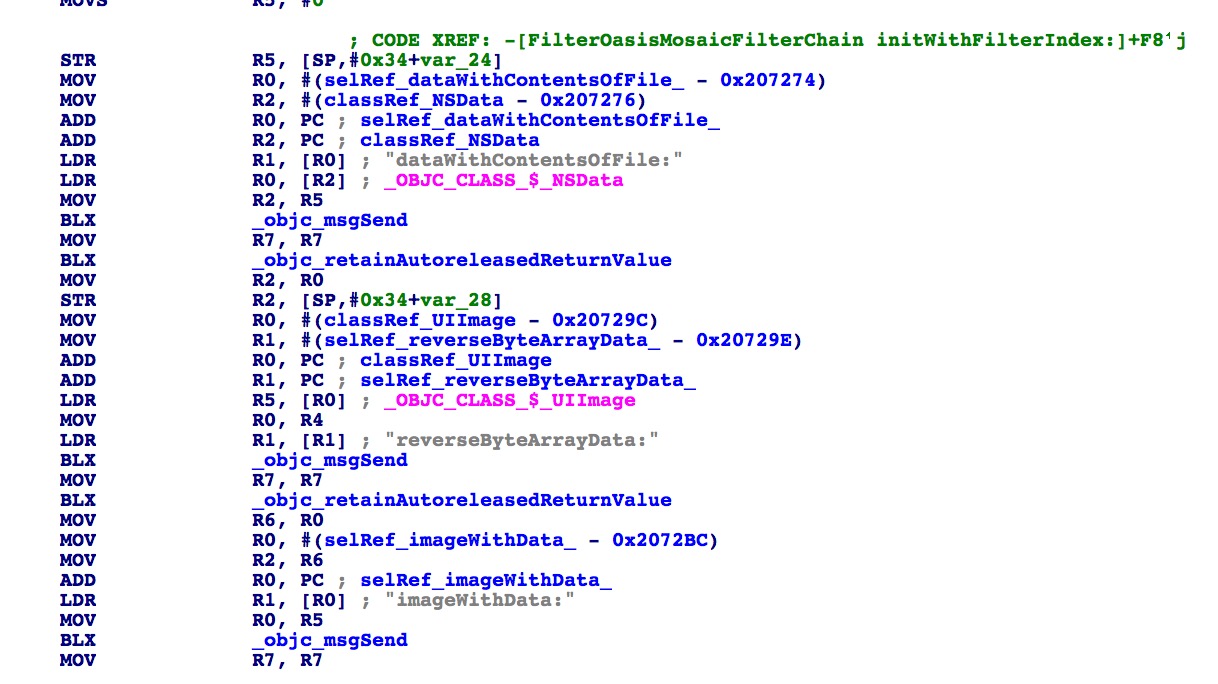 MOVS R5, #0
; CODE XREF: -[FilterOasisMosaicFilterChain initWithFilterIndex:]+F8↑j
STR R5, [SP,#0x34+var_24]
MOV R0, #(selRef_dataWithContentsOfFile_ - 0x207274)
MOV R2, #(classRef_NSData - 0x207276)
ADD R0, PC ; selRef_dataWithContentsOfFile_
ADD R2, PC ; classRef_NSData
LDR R1, [R0] ; "dataWithContentsOfFile:"
LDR R0, [R2] ; _OBJC_CLASS_$_NSData
MOV R2, R5
BLX _objc_msgSend
MOV R7, R7
BLX _objc_retainAutoreleasedReturnValue
MOV R2, R0
STR R2, [SP,#0x34+var_28]
MOV R0, #(classRef_UIImage - 0x20729C)
MOV R1, #(selRef_reverseByteArrayData_ - 0x20729E)
ADD R0, PC ; classRef_UIImage
ADD R1, PC ; selRef_reverseByteArrayData_
LDR R5, [R0] ; _OBJC_CLASS_$_UIImage
MOV R0, R4
LDR R1, [R1] ; "reverseByteArrayData:"
BLX _objc_msgSend
MOV R7, R7
BLX _objc_retainAutoreleasedReturnValue
MOV R6, R0
MOV R0, #(selRef_imageWithData_ - 0x2072BC)
MOV R2, R6
ADD R0, PC ; selRef_imageWithData_
LDR R1, [R0] ; "imageWithData:"
MOV R0, R5
BLX _objc_msgSend
MOV R7, R7